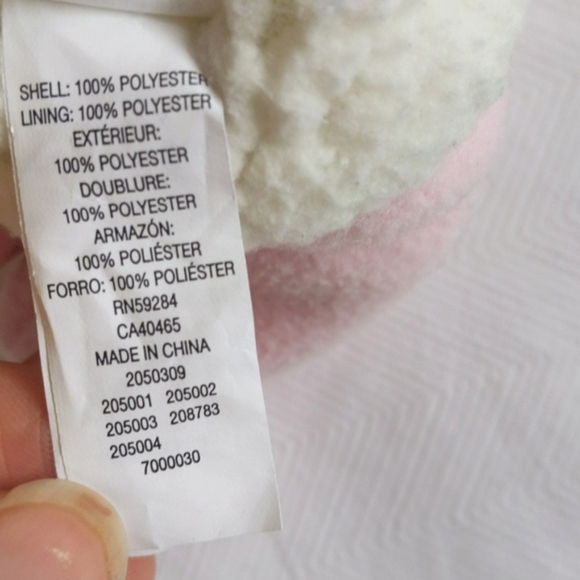 SHELL: 100% POLYESTER
LINING: 100% POLYESTER
EXTÉRIEUR:
100% POLYESTER
DOUBLURE:
100% POLYESTER
ARMAZÓN:
100% POLIÉSTER
FORRO: 100% POLIÉSTER
RN59284
CA40465
MADE IN CHINA
2050309
205001 205002
205003 208783
205004
7000030